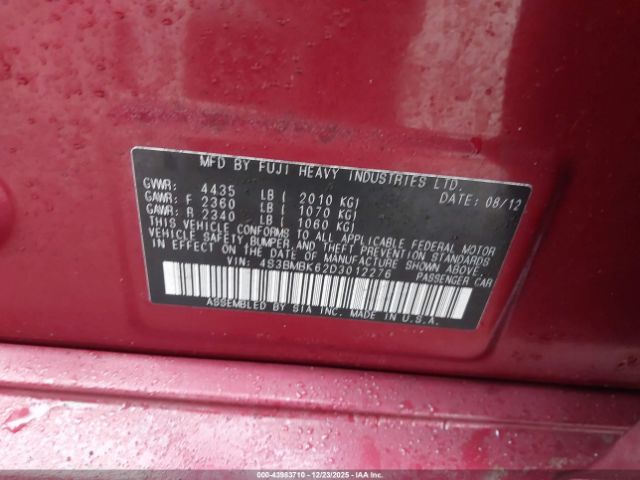 MFD BY FUJI HEAVY INDUSTRIES LTD.
GVWR: 4435 LB ( 2010 KG) DATE: 08/12
GAWR: F 2360 LB ( 1070 KG)
GAWR: R 2340 LB ( 1060 KG)
THIS VEHICLE CONFORMS TO ALL APPLICABLE FEDERAL MOTOR
VEHICLE SAFETY, BUMPER, AND THEFT PREVENTION STANDARDS
IN EFFECT ON THE DATE OF MANUFACTURE SHOWN ABOVE.
VIN: 4S3BMBK62D3012276 PASSENGER CAR
ASSEMBLED BY SIA INC. MADE IN U.S.A.
000-43983710 - 12/23/2025 - IAAI.com